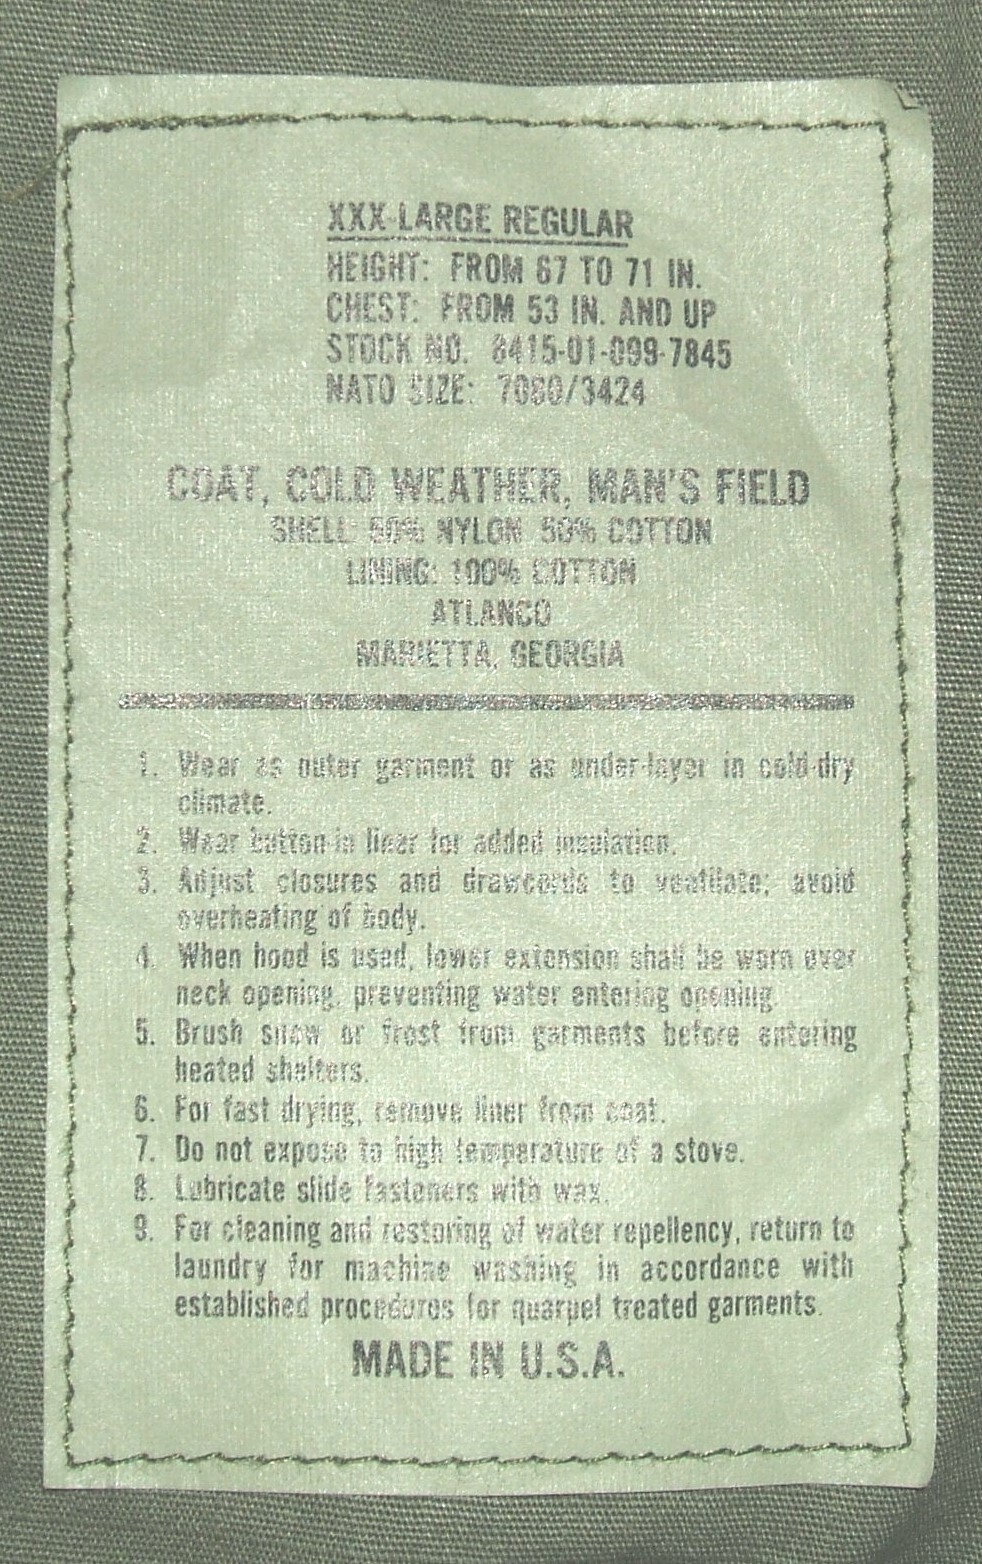 XXX-LARGE REGULAR
HEIGHT: FROM 67 TO 71 IN.
CHEST: FROM 53 IN. AND UP
STOCK NO. 8415-01-099-7845
NATO SIZE: 7080/3424
COAT, COLD WEATHER, MAN'S FIELD
SHELL: 50% NYLON 50% COTTON
LINING: 100% COTTON
ATLANCO
MARIETTA, GEORGIA
1. Wear as outer garment or as under-layer in cold-dry
climate.
2. Wear button-in liner for added insulation.
3. Adjust closures and drawcords to ventilate; avoid
overheating of body.
4. When hood is used, lower extension shall be worn over
neck opening, preventing water entering opening.
5. Brush snow or frost from garments before entering
heated shelters.
6. For fast drying, remove liner from coat.
7. Do not expose to high temperature of a stove.
8. Lubricate slide fasteners with wax.
9. For cleaning and restoring of water repellency, return to
laundry for machine washing in accordance with
established procedures for quarpel treated garments.
MADE IN U.S.A.